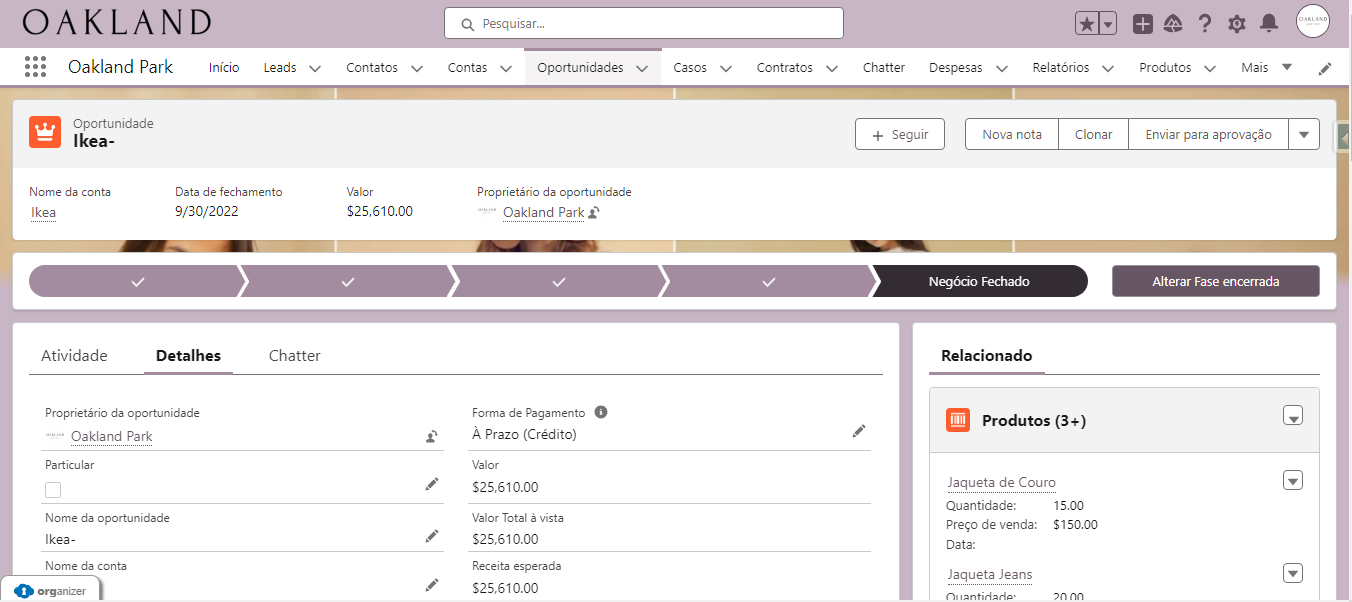 OAKLAND
Pesquisar...
OAKLAND
Oakland Park
Início
Leads
Contatos
Contas
Oportunidades
Casos
Contratos
Chatter
Despesas
Relatórios
Produtos
Mais
Oportunidade
Ikea-
Seguir
Nova nota
Clonar
Enviar para aprovação
Nome da conta
Data de fechamento
Valor
Proprietário da oportunidade
Ikea
9/30/2022
$25,610.00
Oakland Park
Negócio Fechado
Alterar Fase encerrada
Atividade
Detalhes
Chatter
Proprietário da oportunidade
Oakland Park
Particular
Nome da oportunidade
Ikea-
Nome da conta
Forma de Pagamento
À Prazo (Crédito)
Valor
$25,610.00
Valor Total à vista
$25,610.00
Receita esperada
$25,610.00
Relacionado
Produtos (3+)
Jaqueta de Couro
Quantidade: 15.00
Preço de venda: $150.00
Data:
Jaqueta Jeans
Quantidade: 20.00
organizer